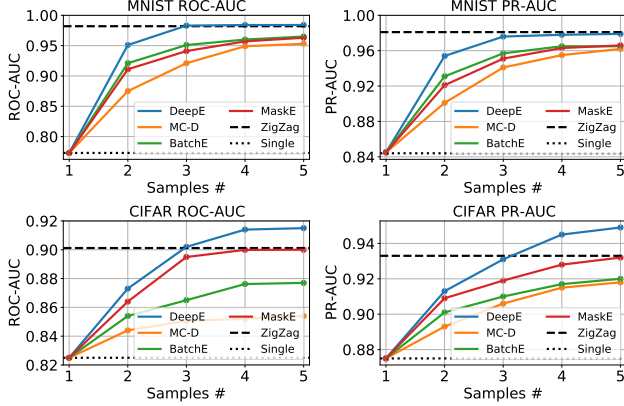 MNIST ROC-AUC
ROC-AUC
1.00
0.95
0.90
0.85
0.80
DeepE
MC-D
BatchE
MaskE
ZigZag
Single
1 2 3 4 5
Samples #
MNIST PR-AUC
PR-AUC
1.00
0.96
0.92
0.88
0.84
DeepE
MC-D
BatchE
MaskE
ZigZag
Single
1 2 3 4 5
Samples #
CIFAR ROC-AUC
ROC-AUC
0.92
0.90
0.88
0.86
0.84
0.82
DeepE
MC-D
BatchE
MaskE
ZigZag
Single
1 2 3 4 5
Samples #
CIFAR PR-AUC
PR-AUC
0.94
0.92
0.90
0.88
DeepE
MC-D
BatchE
MaskE
ZigZag
Single
1 2 3 4 5
Samples #